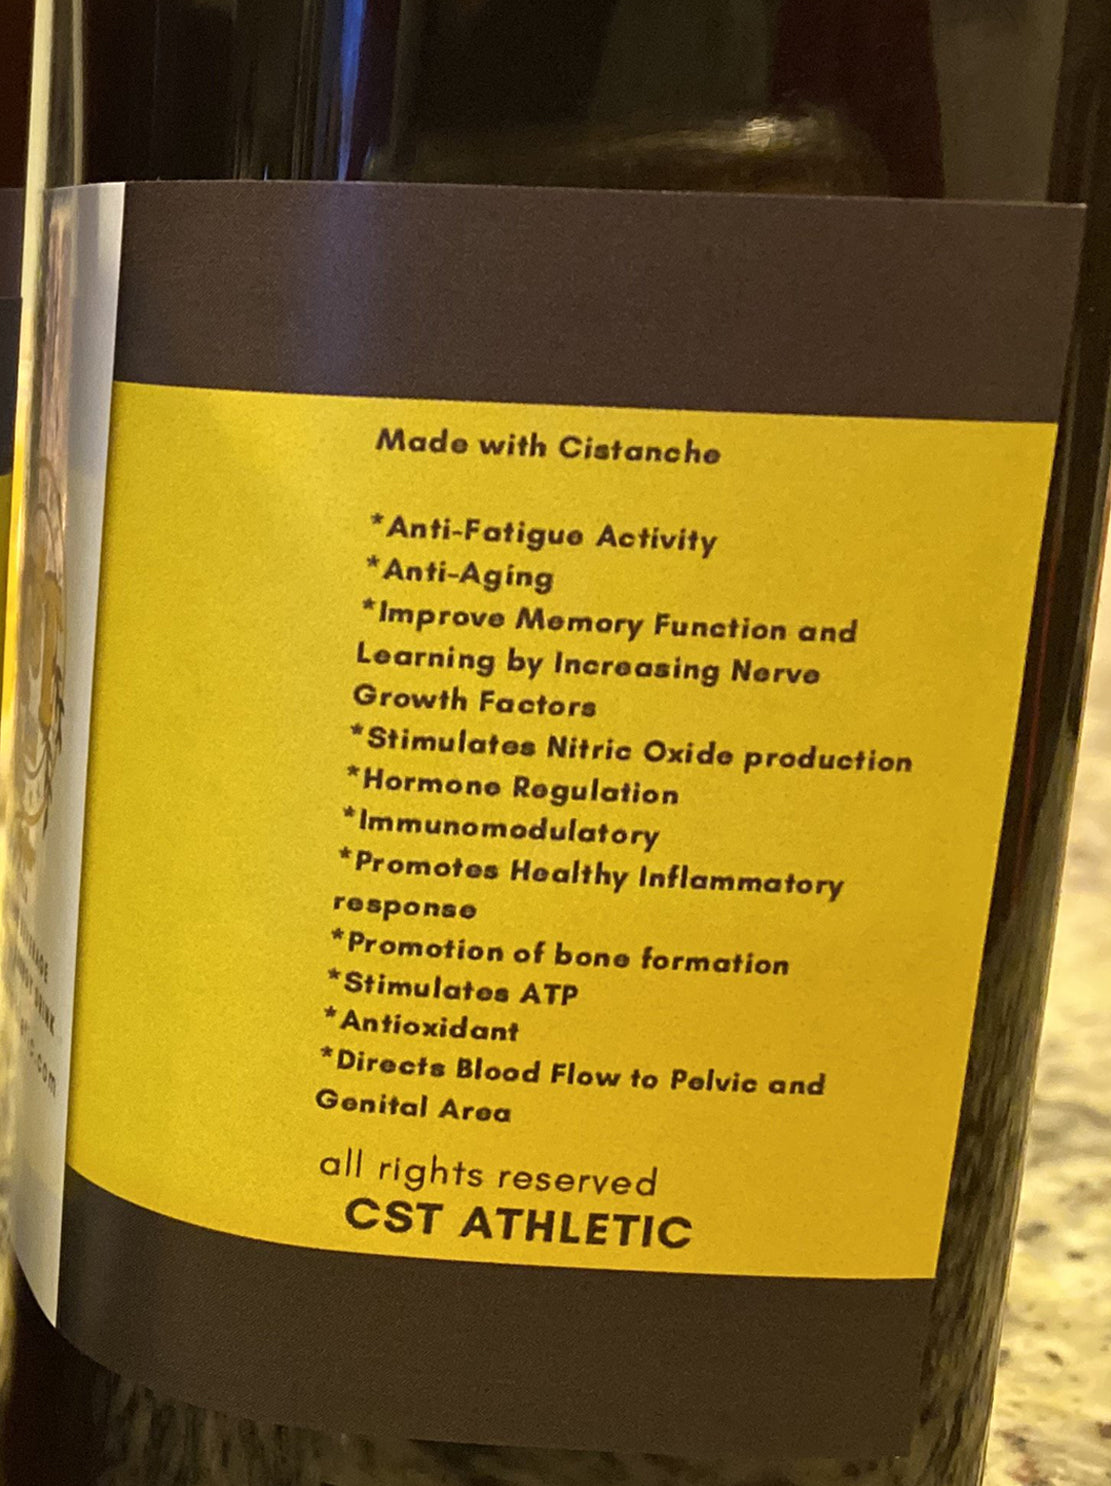 Made with Cistanche
*Anti-Fatigue Activity
*Anti-Aging
*Improve Memory Function and
Learning by Increasing Nerve
Growth Factors
*Stimulates Nitric Oxide production
*Hormone Regulation
*Immunomodulatory
*Promotes Healthy Inflammatory
response
*Promotion of bone formation
*Stimulates ATP
*Antioxidant
*Directs Blood Flow to Pelvic and
Genital Area
all rights reserved
CST ATHLETIC